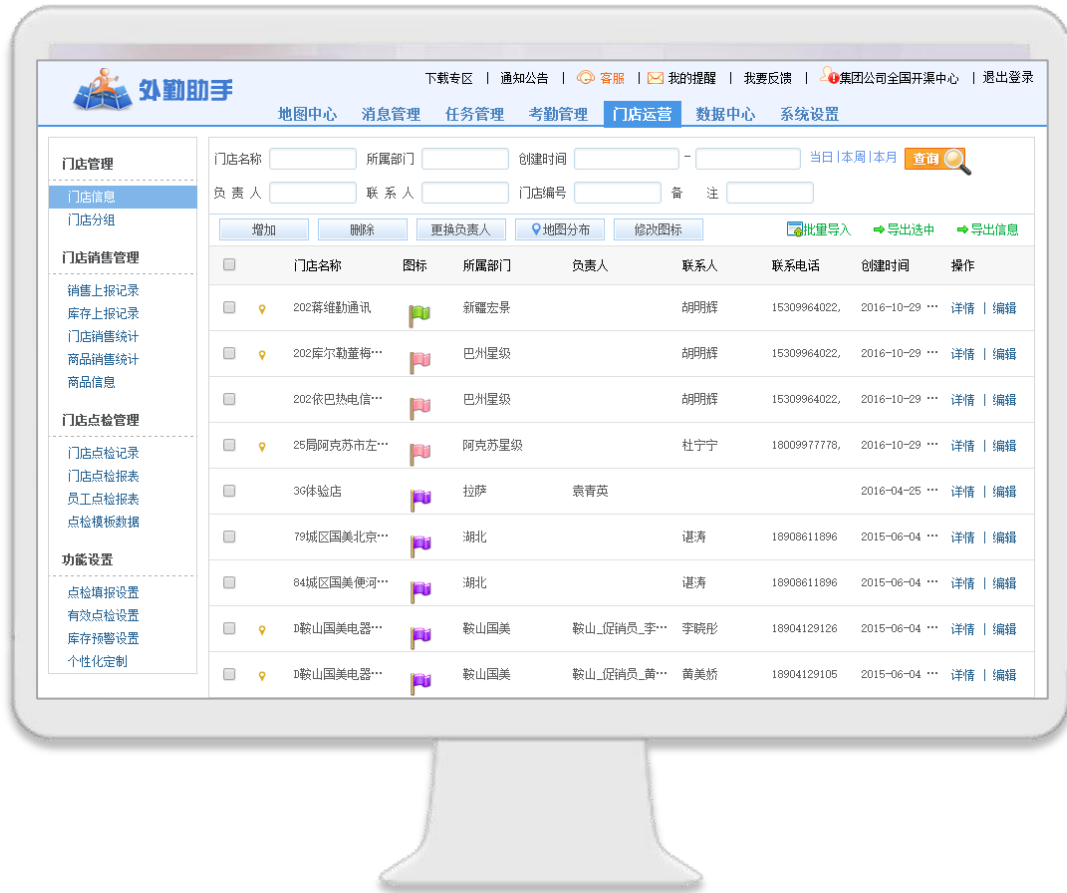 下载专区 | 通知公告 | 客服 | 我的提醒 | 我要反馈 | 集团公司全国开渠中心 | 退出登录
外勤助手
地图中心 消息管理 任务管理 考勤管理 门店运营 数据中心 系统设置
门店管理
门店信息
门店分组
门店销售管理
销售上报记录
库存上报记录
门店销售统计
商品销售统计
商品信息
门店点检管理
门店点检记录
门店点检报表
员工点检报表
点检模板数据
功能设置
点检填报设置
有效点检设置
库存预警设置
个性化定制
门店名称 所属部门 创建时间 - 当日|本周|本月 查询
负责人 联系人 门店编号 备注
增加 删除 更换负责人 地图分布 修改图标 批量导入 导出选中 导出信息
门店名称 图标 所属部门 负责人 联系人 联系电话 创建时间 操作
202蒋维勤通讯 新疆宏景 胡明辉 15309964022, 2016-10-29 … 详情 | 编辑
202库尔勒董梅… 巴州星级 胡明辉 15309964022, 2016-10-29 … 详情 | 编辑
202依巴热电信… 巴州星级 胡明辉 15309964022, 2016-10-29 … 详情 | 编辑
25局阿克苏市左… 阿克苏星级 杜宁宁 18009977778, 2016-10-29 … 详情 | 编辑
3G体验店 拉萨 袁青英 2016-04-25 … 详情 | 编辑
79城区国美北京… 湖北 谌涛 18908611896 2015-06-04 … 详情 | 编辑
84城区国美便河… 湖北 谌涛 18908611896 2015-06-04 … 详情 | 编辑
D鞍山国美电器… 鞍山国美 鞍山_促销员_李… 李晓彤 18904129126 2015-06-04 … 详情 | 编辑
D鞍山国美电器… 鞍山国美 鞍山_促销员_黄… 黄美娇 18904129105 2015-06-04 … 详情 | 编辑